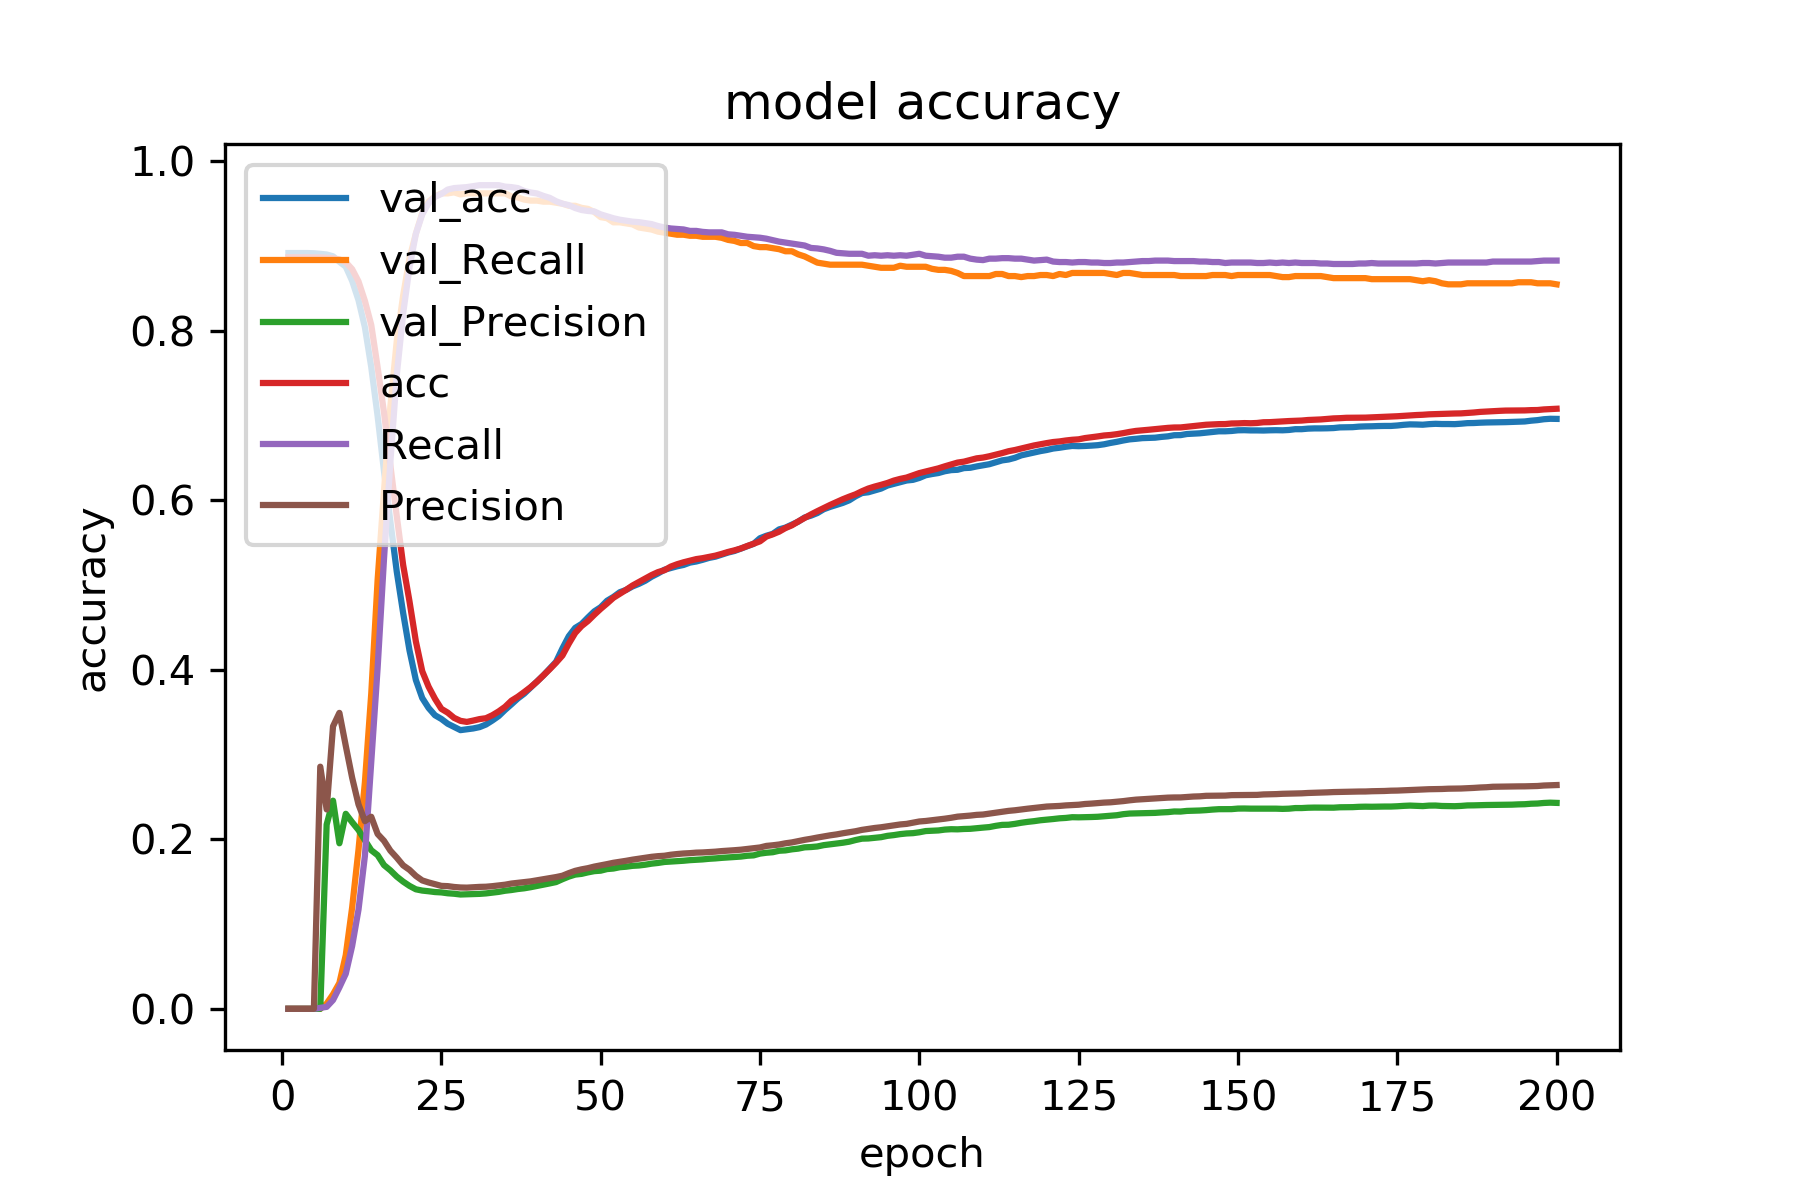 model accuracy
1.0
0.8
0.6
0.4
0.2
0.0
accuracy
val_acc
val_Recall
val_Precision
acc
Recall
Precision
0 25 50 75 100 125 150 175 200
epoch